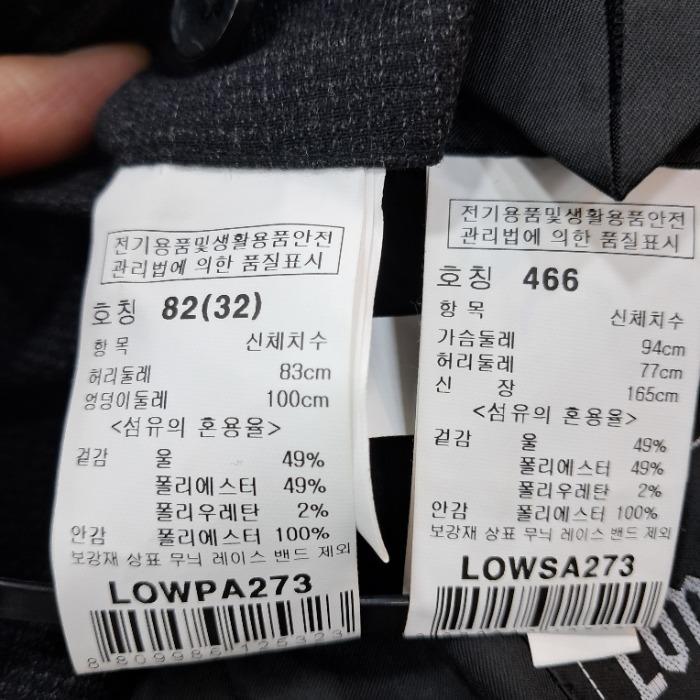 전기용품및생활용품안전
관리법에 의한 품질표시
호칭 82(32)
항 목 신체치수
허리둘레 83cm
엉덩이둘레 100cm
<섬유의 혼용율>
겉감 울 49%
폴리에스터 49%
폴리우레탄 2%
안감 폴리에스터 100%
보강재 상표 무늬 레이스 밴드 제외
LOWPA273
8 809986 125323
전기용품및생활용품안전
관리법에 의한 품질표시
호칭 466
항 목 신체치수
가슴둘레 94cm
허리둘레 77cm
신 장 165cm
<섬유의 혼용율>
겉감 울 49%
폴리에스터 49%
폴리우레탄 2%
안감 폴리에스터 100%
보강재 상표 무늬 레이스 밴드 제외
LOWSA273